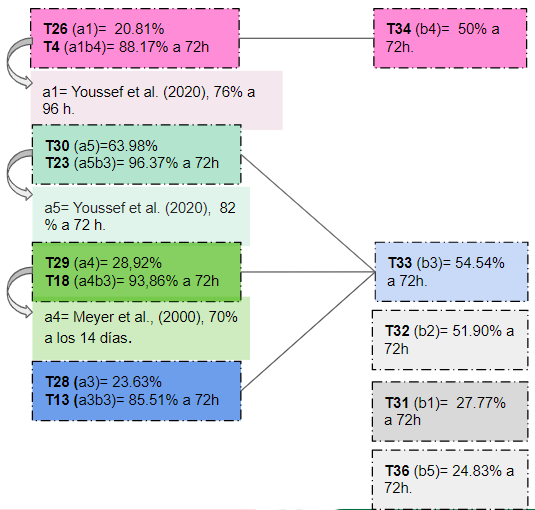 T26 (a1)= 20.81%
T4 (a1b4)= 88.17% a 72h
T34 (b4)= 50% a
72h.
a1= Youssef et al. (2020), 76% a
96 h.
T30 (a5)=63.98%
T23 (a5b3)= 96.37% a 72h
a5= Youssef et al. (2020), 82
% a 72 h.
T29 (a4)= 28,92%
T18 (a4b3)= 93,86% a 72h
a4= Meyer et al., (2000), 70%
a los 14 días.
T28 (a3)= 23.63%
T13 (a3b3)= 85.51% a 72h
T33 (b3)= 54.54%
a 72h.
T32 (b2)= 51.90% a
72h
T31 (b1)= 27.77%
a 72h
T36 (b5)= 24.83% a
72h.